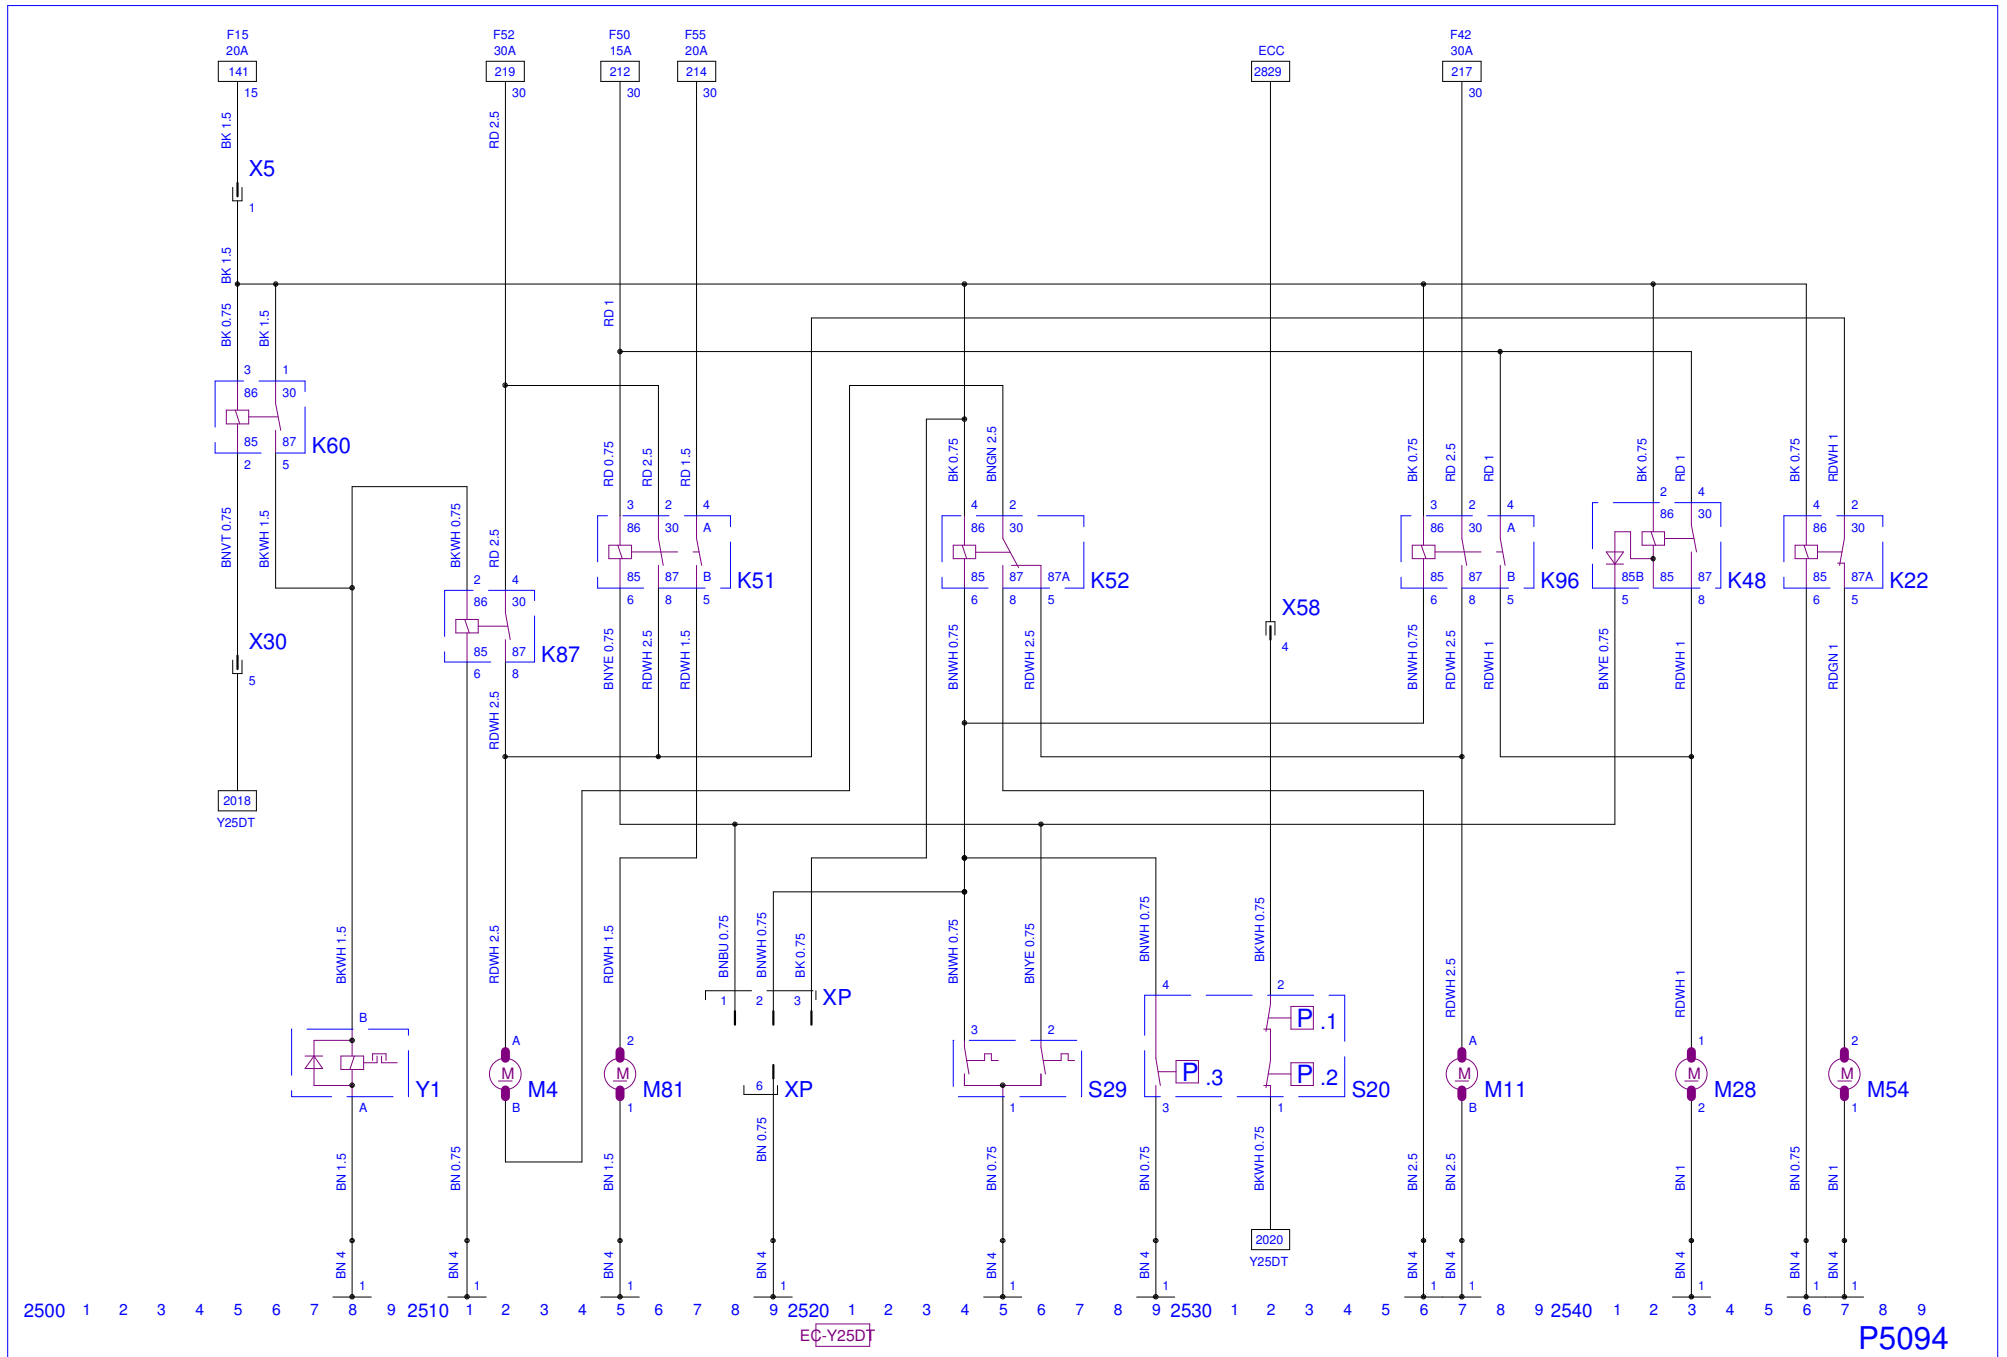 F15 F52 F50 F55 F42
20A 30A 15A 20A ECC 30A
141 219 212 214 2829 217
15 30 30 30 30
BK 1.5 RD 2.5
X5
1
BK 1.5
RD 1
BK 0.75 BK 1.5
3 1
86 30
85 87 K60
2 5
BK 0.75 BNGN 2.5
RD 0.75 RD 2.5 RD 1.5
BK 0.75 RD 2.5 RD 1
BK 0.75 RD 1
BK 0.75 RDWH 1
BNVT 0.75 BKWH 1.5
BKWH 0.75 RD 2.5
3 2 4
86 30 A
85 87 B K51
6 8 5
4 2
86 30
85 87 87A K52
6 8 5
3 2 4
86 30 A
85 87 B K96
6 8 5
2 4
86 30
85B 85 87 K48
5 8
4 2
86 30
85 87A K22
6 5
2 4
86 30
85 87 K87
6 8
X58
4
X30
5
BNYE 0.75 RDWH 2.5 RDWH 1.5
BNWH 0.75 RDWH 2.5
BNWH 0.75 RDWH 2.5 RDWH 1
BNYE 0.75 RDWH 1
RDGN 1
RDWH 2.5
2018
Y25DT
BKWH 1.5 RDWH 2.5 RDWH 1.5
BNBU 0.75 BNWH 0.75 BK 0.75
BNWH 0.75 BNYE 0.75
BNWH 0.75 BKWH 0.75
RDWH 2.5 RDWH 1 RDWH 1
1 2 3 XP
B
Y1
A
A
M M4
B
2
M M81
1
6 XP
3 2
S29
1
4 2
P .1
P .3 P .2 S20
3 1
A
M M11
B
1
M M28
2
2
M M54
1
BN 1.5 BN 0.75 BN 1.5 BN 0.75 BN 0.75 BN 0.75 BKWH 0.75 BN 2.5 BN 2.5 BN 1 BN 0.75 BN 1
2020
Y25DT
BN 4 BN 4 BN 4 BN 4 BN 4 BN 4 BN 4 BN 4 BN 4 BN 4 BN 4
1 1 1 1 1 1 1 1 1 1 1
2500 1 2 3 4 5 6 7 8 9 2510 1 2 3 4 5 6 7 8 9 2520 1 2 3 4 5 6 7 8 9 2530 1 2 3 4 5 6 7 8 9 2540 1 2 3 4 5 6 7 8 9
EC-Y25DT
P5094